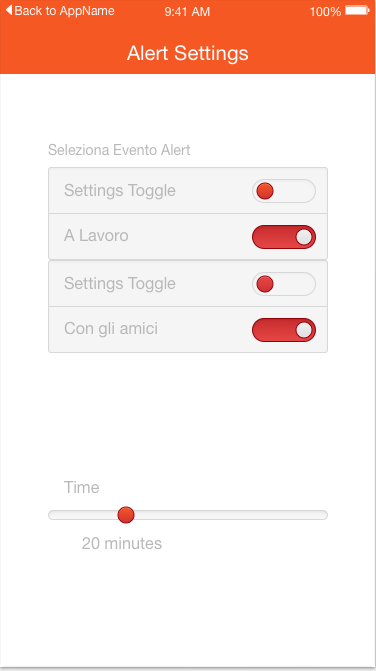 Back to AppName 9:41 AM 100%
Alert Settings
Seleziona Evento Alert
Settings Toggle
A Lavoro
Settings Toggle
Con gli amici
Time
20 minutes